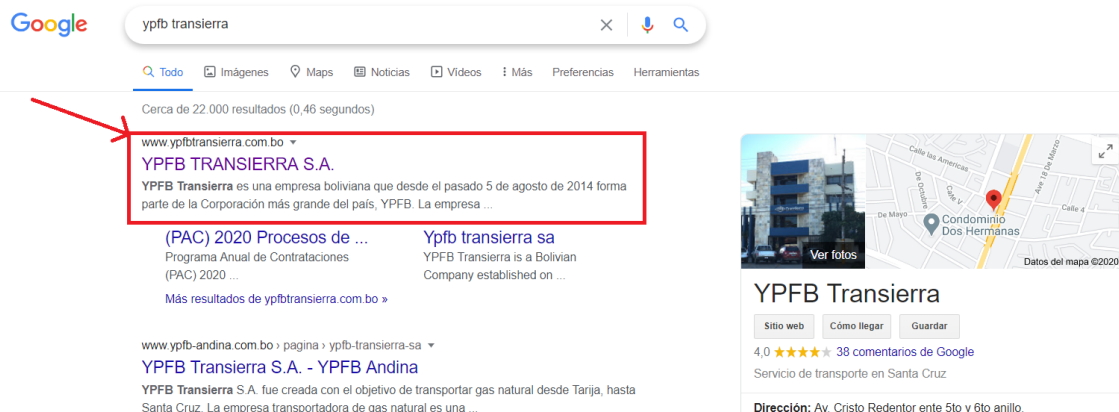 Google
ypfb transierra
Todo
Imágenes
Maps
Noticias
Vídeos
Más
Preferencias
Herramientas
Cerca de 22.000 resultados (0,46 segundos)
www.ypfbtransierra.com.bo
YPFB TRANSIERRA S.A.
YPFB Transierra es una empresa boliviana que desde el pasado 5 de agosto de 2014 forma
parte de la Corporación más grande del país, YPFB. La empresa ...
(PAC) 2020 Procesos de ...
Programa Anual de Contrataciones
(PAC) 2020 ...
Ypfb transierra sa
YPFB Transierra is a Bolivian
Company established on ...
Más resultados de ypfbtransierra.com.bo »
www.ypfb-andina.com.bo › pagina › ypfb-transierra-sa
YPFB Transierra S.A. - YPFB Andina
YPFB Transierra S.A. fue creada con el objetivo de transportar gas natural desde Tarija, hasta
Santa Cruz. La empresa transportadora de gas natural es una ...
Ver fotos
Calle las Americas
De Octubre
Calle V
Ave 18 De Marzo
Calle 4
De Mayo
Condominio
Dos Hermanas
Datos del mapa ©2020
YPFB Transierra
Sitio web
Cómo llegar
Guardar
4,0
38 comentarios de Google
Servicio de transporte en Santa Cruz
Dirección: Av. Cristo Redentor ente 5to y 6to anillo.